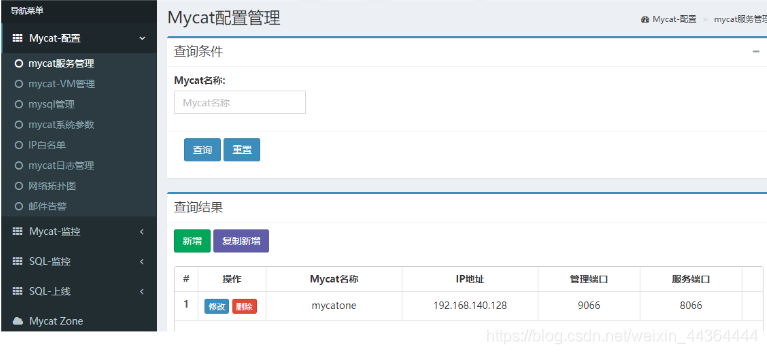 导航菜单
Mycat-配置
mycat服务管理
mycat-VM管理
mysql管理
mycat系统参数
IP白名单
mycat日志管理
网络拓扑图
邮件告警
Mycat-监控
SQL-监控
SQL-上线
Mycat Zone
Mycat配置管理
Mycat-配置 > mycat服务管理
查询条件
Mycat名称:
Mycat名称
查询 重置
查询结果
新增 复制新增
# 操作 Mycat名称 IP地址 管理端口 服务端口
1 修改 删除 mycatone 192.168.140.128 9066 8066
https://blog.csdn.net/weixin_44364444